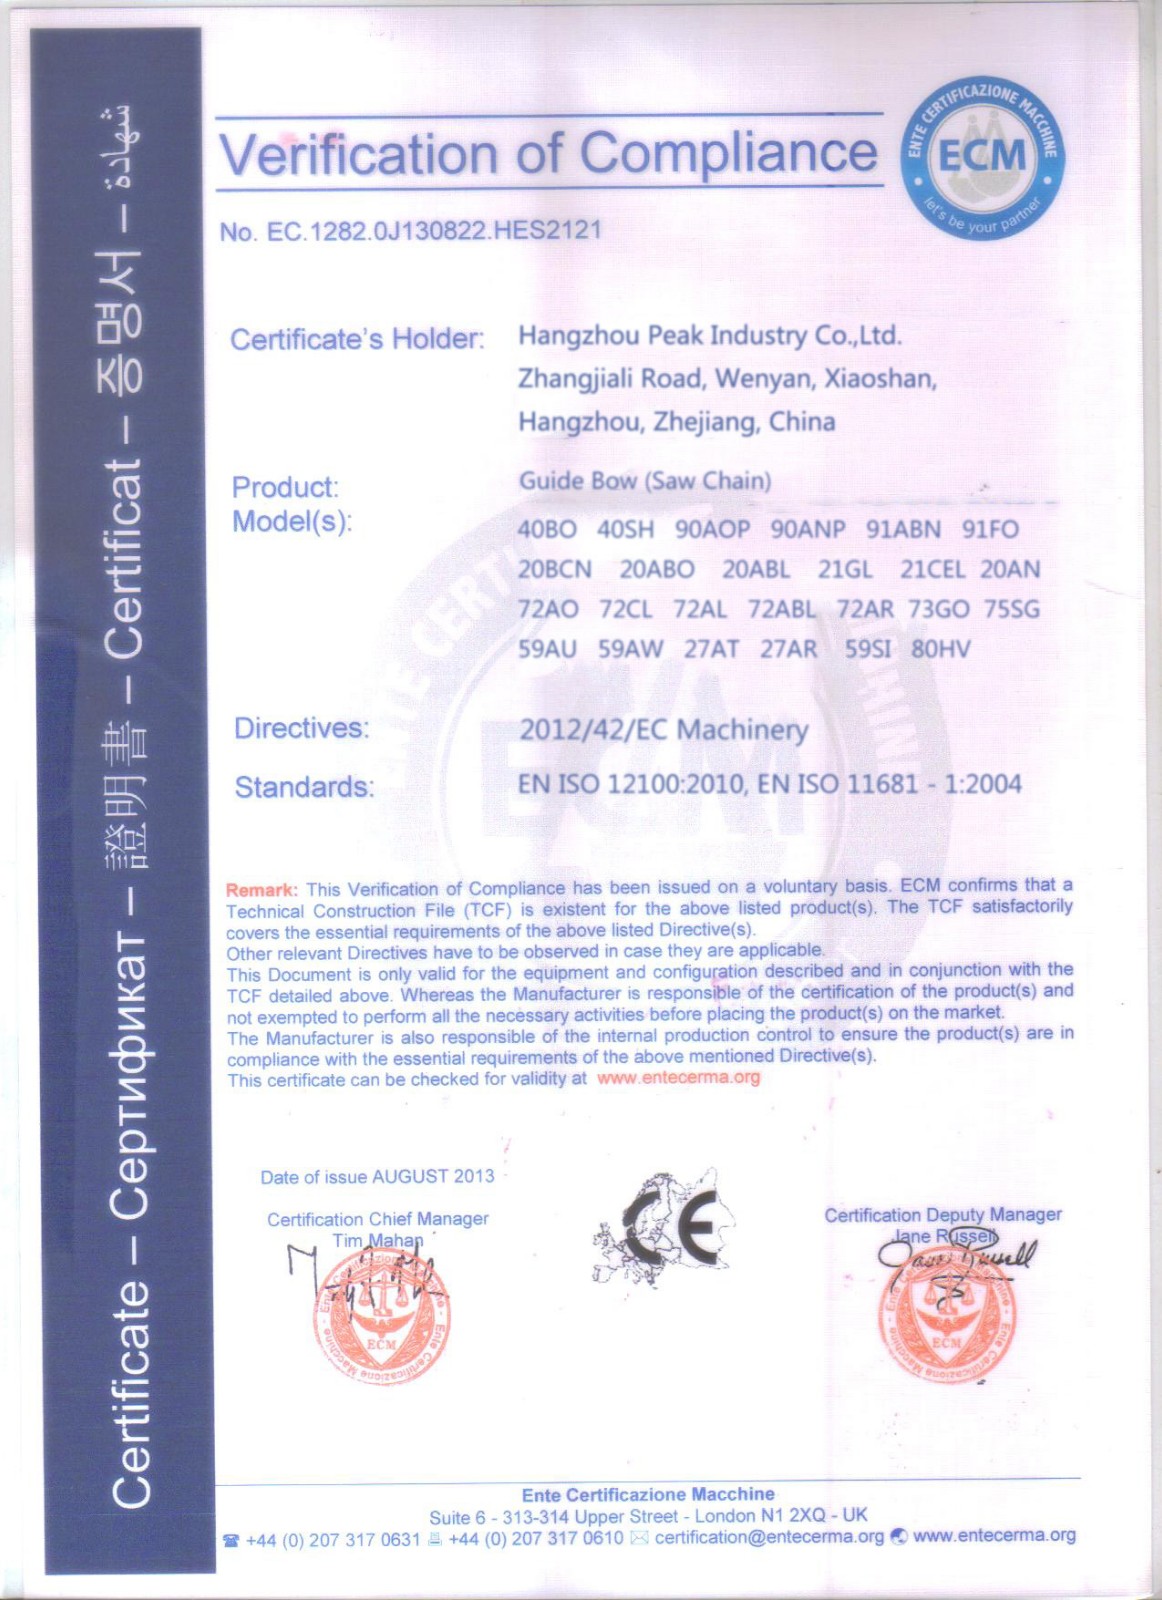 Certificate – Сертификат – 證明書 – Certificat – 증명서 – شهادة
ENTE CERTIFICAZIONE MACCHINE
ECM
let's be your partner
Verification of Compliance
No. EC.1282.0J130822.HES2121
Certificate's Holder: Hangzhou Peak Industry Co.,Ltd.
Zhangjiali Road, Wenyan, Xiaoshan,
Hangzhou, Zhejiang, China
Product: Guide Bow (Saw Chain)
Model(s): 40BO 40SH 90AOP 90ANP 91ABN 91FO
20BCN 20ABO 20ABL 21GL 21CEL 20AN
72AO 72CL 72AL 72ABL 72AR 73GO 75SG
59AU 59AW 27AT 27AR 59SI 80HV
Directives: 2012/42/EC Machinery
Standards: EN ISO 12100:2010, EN ISO 11681 - 1:2004
Remark: This Verification of Compliance has been issued on a voluntary basis. ECM confirms that a
Technical Construction File (TCF) is existent for the above listed product(s). The TCF satisfactorily
covers the essential requirements of the above listed Directive(s).
Other relevant Directives have to be observed in case they are applicable.
This Document is only valid for the equipment and configuration described and in conjunction with the
TCF detailed above. Whereas the Manufacturer is responsible of the certification of the product(s) and
not exempted to perform all the necessary activities before placing the product(s) on the market.
The Manufacturer is also responsible of the internal production control to ensure the product(s) are in
compliance with the essential requirements of the above mentioned Directive(s).
This certificate can be checked for validity at www.entecerma.org
Date of issue AUGUST 2013
Certification Chief Manager
Tim Mahan
Ente Certificazione Macchine
ECM
CE
Certification Deputy Manager
Jane Russell
Jane Russell
Ente Certificazione Macchine
ECM
Ente Certificazione Macchine
Suite 6 - 313-314 Upper Street - London N1 2XQ - UK
+44 (0) 207 317 0631 +44 (0) 207 317 0610 certification@entecerma.org www.entecerma.org